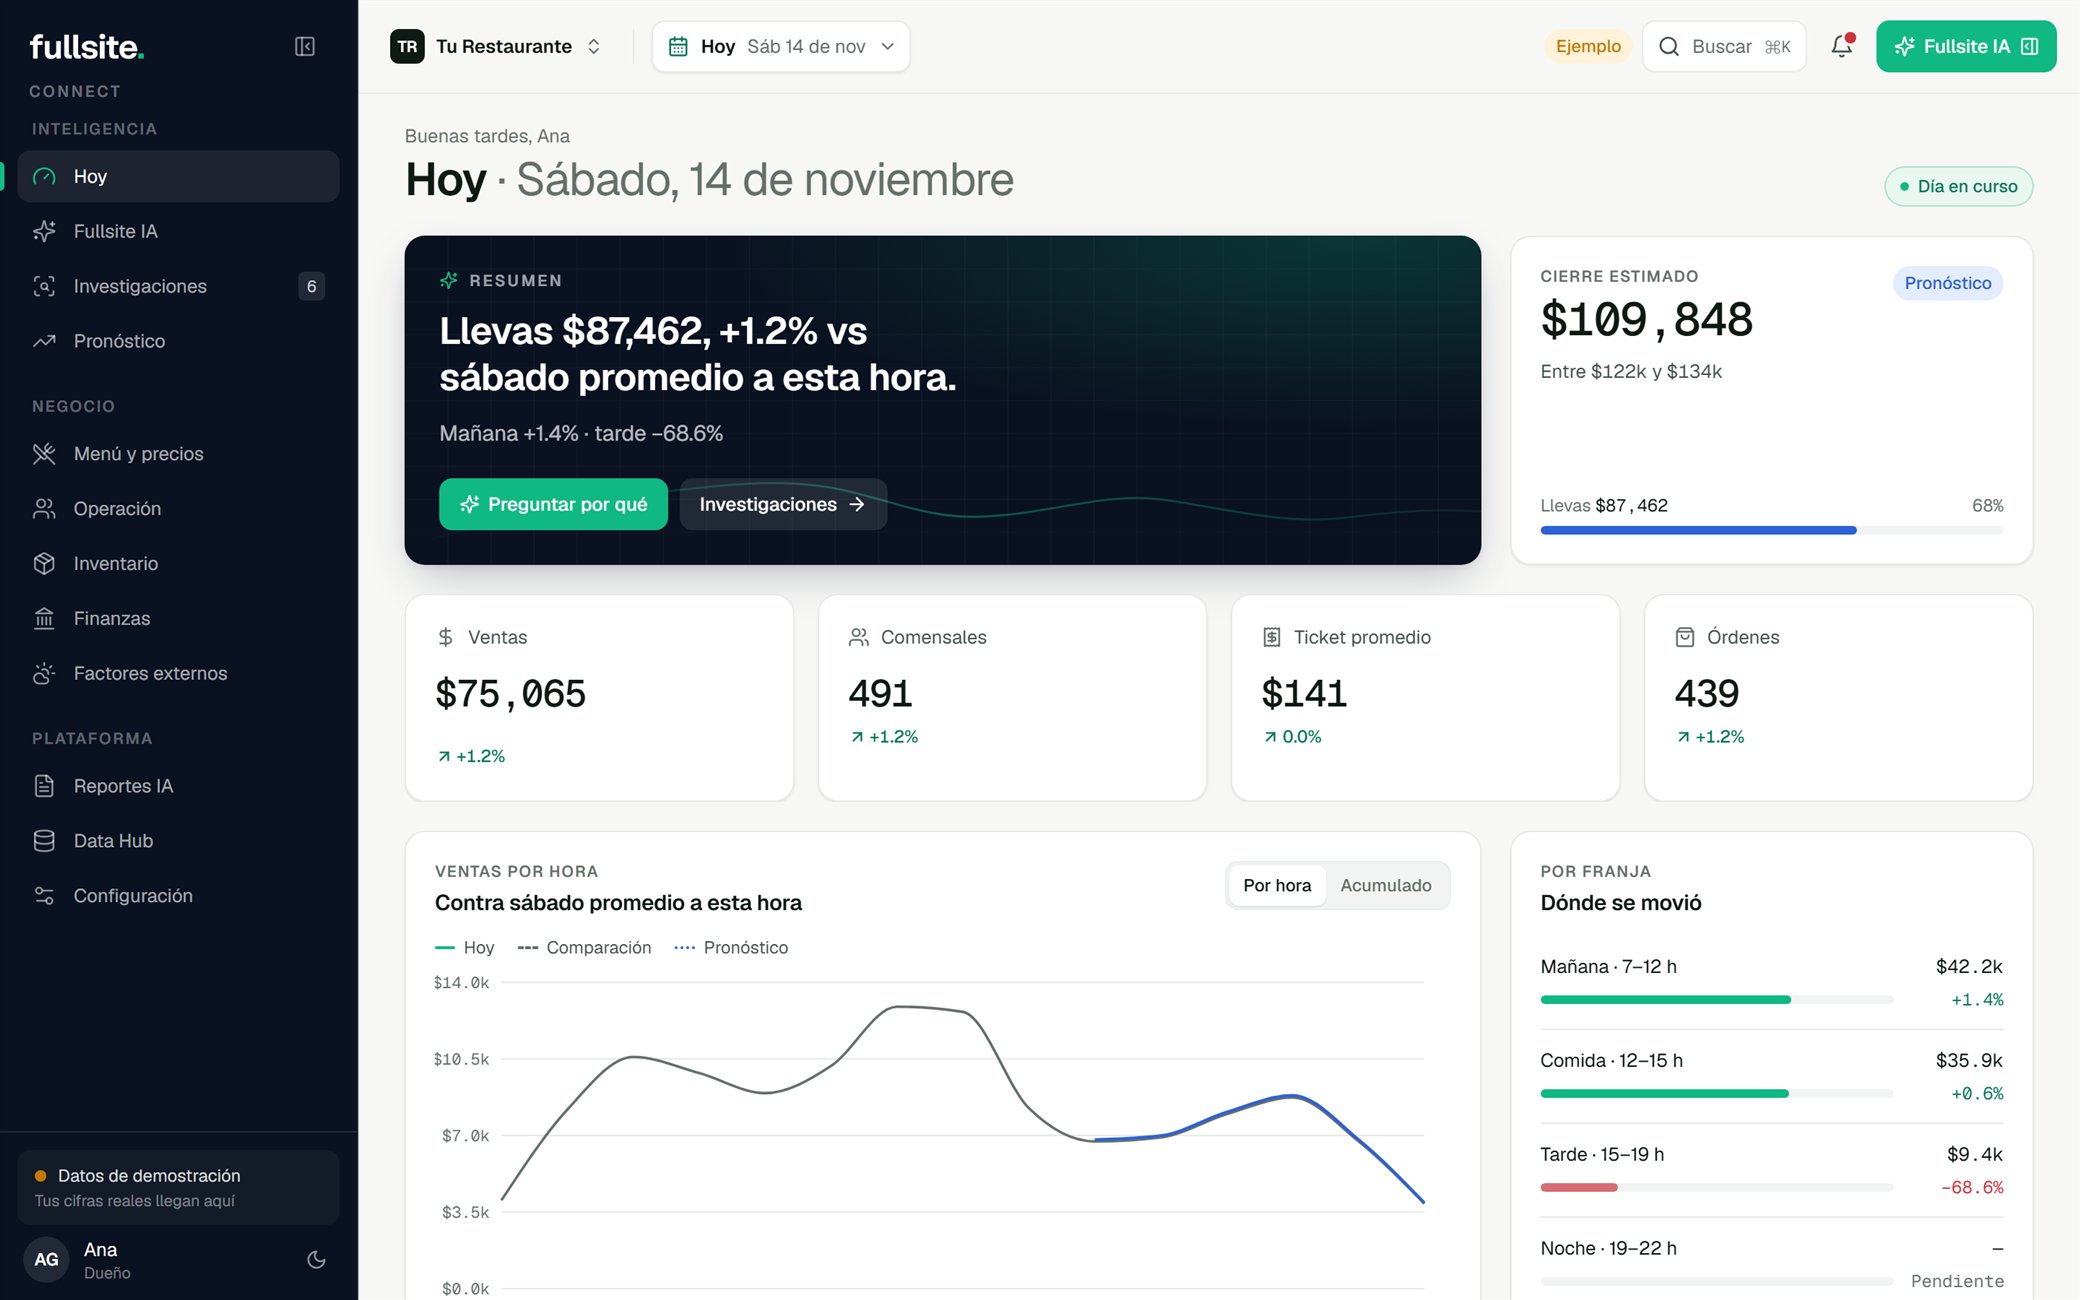 fullsite.
CONNECT
INTELIGENCIA
Hoy
Fullsite IA
Investigaciones 6
Pronóstico
NEGOCIO
Menú y precios
Operación
Inventario
Finanzas
Factores externos
PLATAFORMA
Reportes IA
Data Hub
Configuración
Datos de demostración
Tus cifras reales llegan aquí
AG Ana
Dueño
TR Tu Restaurante
Hoy Sáb 14 de nov
Ejemplo
Buscar ⌘K
Fullsite IA
Buenas tardes, Ana
Hoy · Sábado, 14 de noviembre
Día en curso
RESUMEN
Llevas $87,462, +1.2% vs
sábado promedio a esta hora.
Mañana +1.4% · tarde −68.6%
Preguntar por qué
Investigaciones →
CIERRE ESTIMADO
Pronóstico
$109,848
Entre $122k y $134k
Llevas $87,462 68%
Ventas
$75,065
+1.2%
Comensales
491
+1.2%
Ticket promedio
$141
0.0%
Órdenes
439
+1.2%
VENTAS POR HORA
Contra sábado promedio a esta hora
Por hora Acumulado
Hoy Comparación Pronóstico
$14.0k
$10.5k
$7.0k
$3.5k
$0.0k
POR FRANJA
Dónde se movió
Mañana · 7–12 h $42.2k
+1.4%
Comida · 12–15 h $35.9k
+0.6%
Tarde · 15–19 h $9.4k
−68.6%
Noche · 19–22 h –
Pendiente